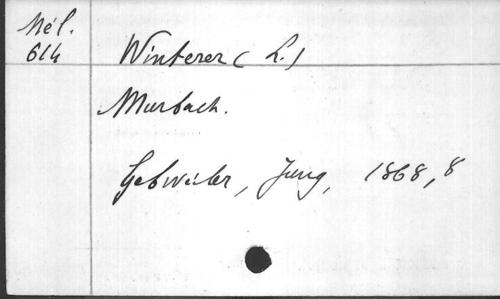 Mél.
614
Winterer (L.)
Murbach.
Gebweiler, Jung, 1868, 8